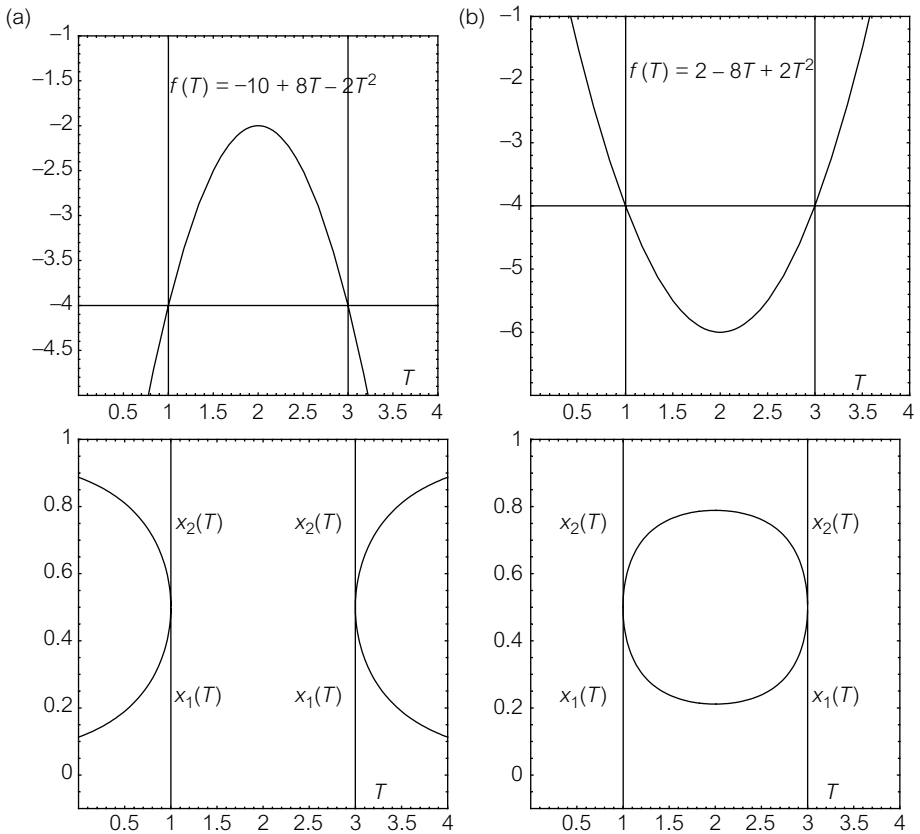 (a)
−1
−1.5
f(T) = −10 + 8T − 2T²
−2
−2.5
−3
−3.5
−4
−4.5
T
0.5 1 1.5 2 2.5 3 3.5 4
(b)
−1
f(T) = 2 − 8T + 2T²
−2
−3
−4
−5
−6
T
0.5 1 1.5 2 2.5 3 3.5 4
1
0.8
x₂(T) x₂(T)
0.6
0.4
x₁(T) x₁(T)
0.2
0
T
0.5 1 1.5 2 2.5 3 3.5 4
1
0.8
x₂(T) x₂(T)
0.6
0.4
x₁(T) x₁(T)
0.2
0
T
0.5 1 1.5 2 2.5 3 3.5 4